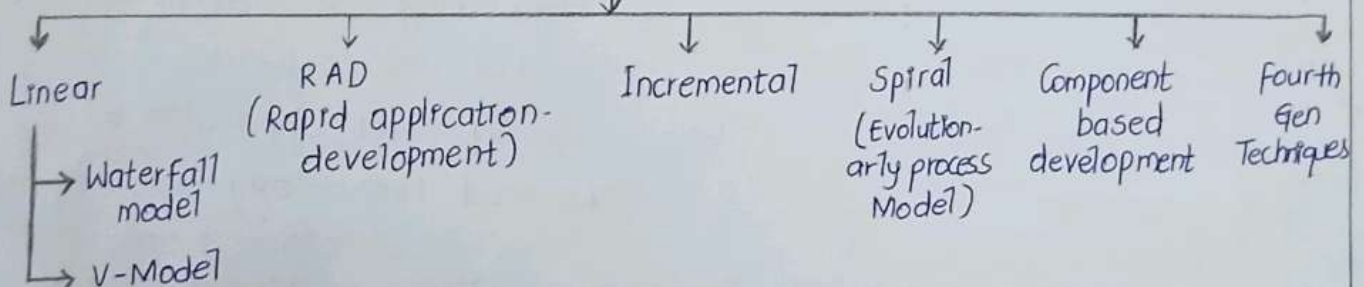 Linear
Waterfall
model
V-Model
RAD
(Rapid application-
development)
Incremental
Spiral
(Evolution-
arly process
Model)
Component
based
development
Fourth
Gen
Techniques